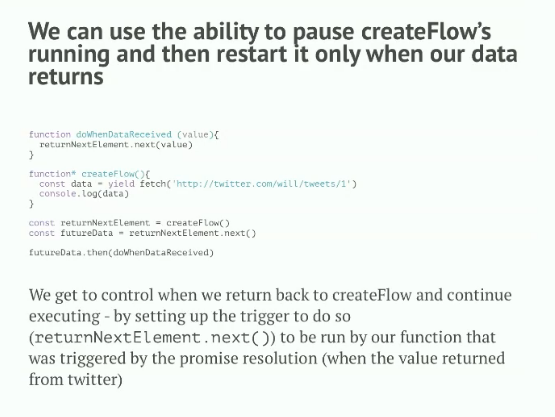 We can use the ability to pause createFlow's
running and then restart it only when our data
returns
function doWhenDataReceived (value){
returnNextElement.next(value)
}
function* createFlow(){
const data = yield fetch('http://twitter.com/will/tweets/1')
console.log(data)
}
const returnNextElement = createFlow()
const futureData = returnNextElement.next()
futureData.then(doWhenDataReceived)
We get to control when we return back to createFlow and continue
executing - by setting up the trigger to do so
(returnNextElement.next()) to be run by our function that
was triggered by the promise resolution (when the value returned
from twitter)